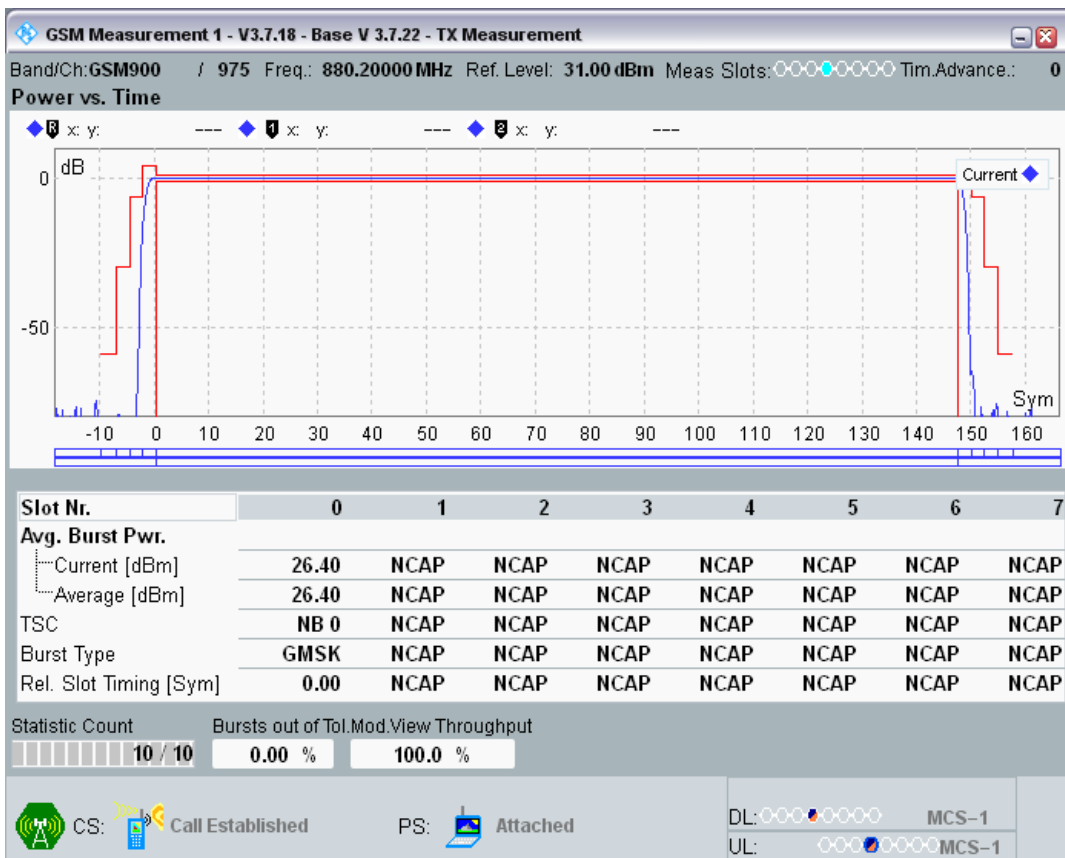 GSM Measurement 1 - V3.7.18 - Base V 3.7.22 - TX Measurement
Band/Ch:GSM900 / 975 Freq.: 880.20000 MHz Ref. Level: 31.00 dBm Meas Slots: Tim.Advance.: 0
Power vs. Time
R x: y: --- 1 x: y: --- 2 x: y: ---
dB
Current
0
-50
Sym
-10 0 10 20 30 40 50 60 70 80 90 100 110 120 130 140 150 160
Slot Nr. 0 1 2 3 4 5 6 7
Avg. Burst Pwr.
Current [dBm] 26.40 NCAP NCAP NCAP NCAP NCAP NCAP NCAP
Average [dBm] 26.40 NCAP NCAP NCAP NCAP NCAP NCAP NCAP
TSC NB 0 NCAP NCAP NCAP NCAP NCAP NCAP NCAP
Burst Type GMSK NCAP NCAP NCAP NCAP NCAP NCAP NCAP
Rel. Slot Timing [Sym] 0.00 NCAP NCAP NCAP NCAP NCAP NCAP NCAP
Statistic Count Bursts out of Tol.Mod.View Throughput
10 / 10 0.00 % 100.0 %
CS: Call Established PS: Attached
DL: MCS-1
UL: MCS-1